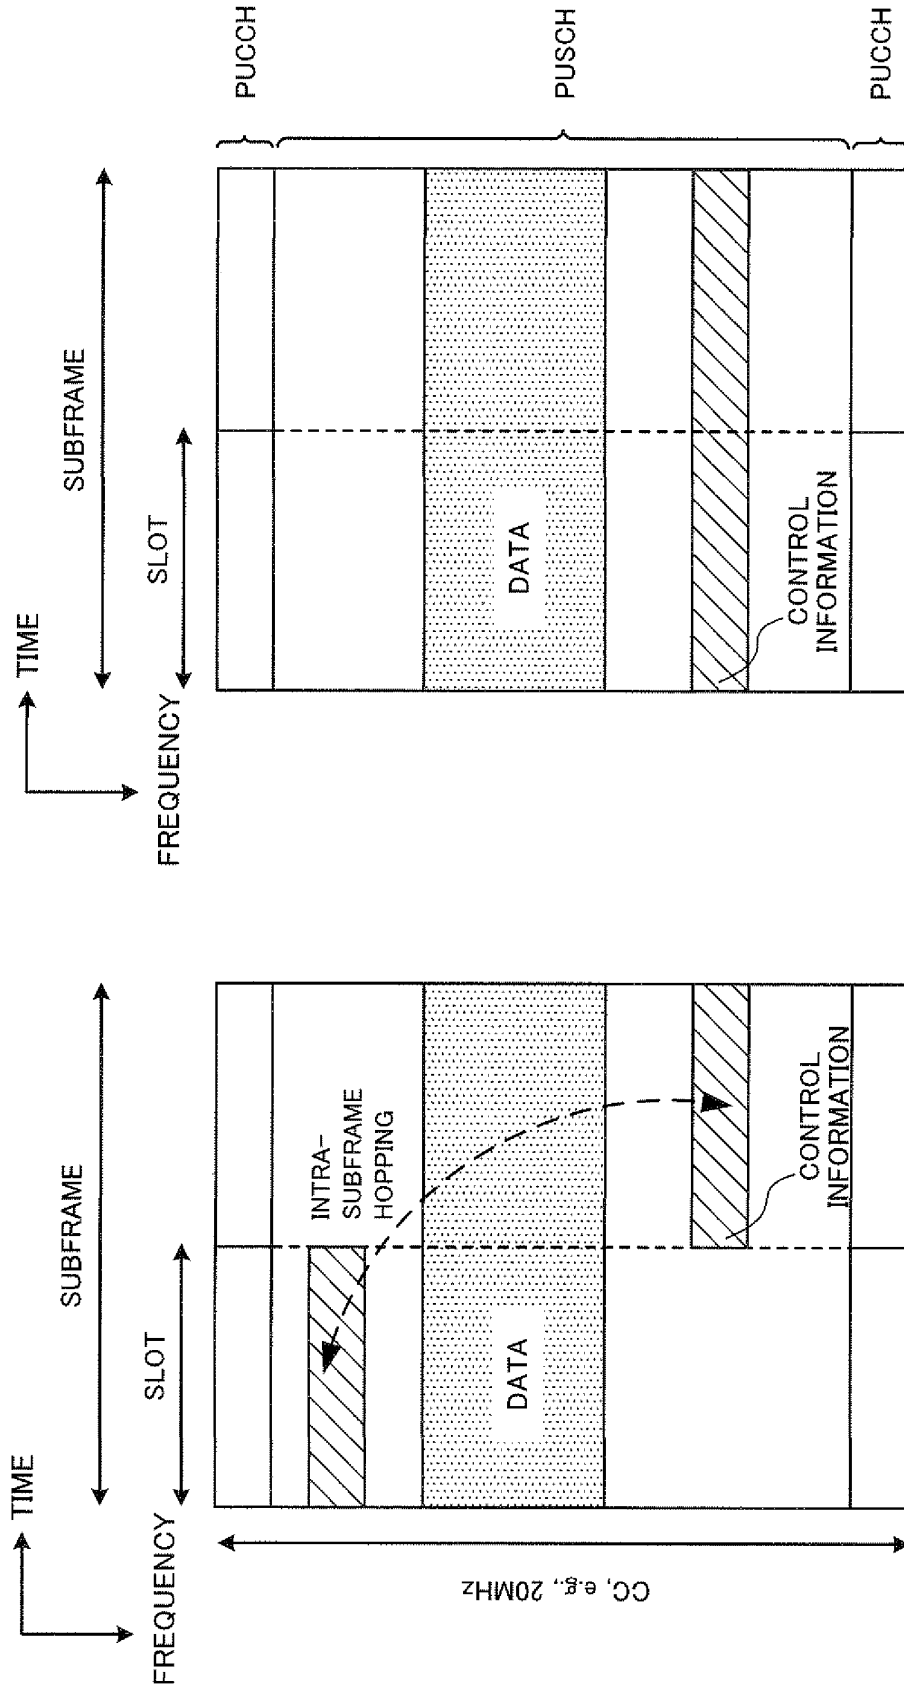 TIME
FREQUENCY
SUBFRAME
SLOT
CC, e.g., 20MHz
INTRA-
SUBFRAME
HOPPING
DATA
CONTROL
INFORMATION
TIME
FREQUENCY
SUBFRAME
SLOT
DATA
CONTROL
INFORMATION
PUCCH
PUSCH
PUCCH